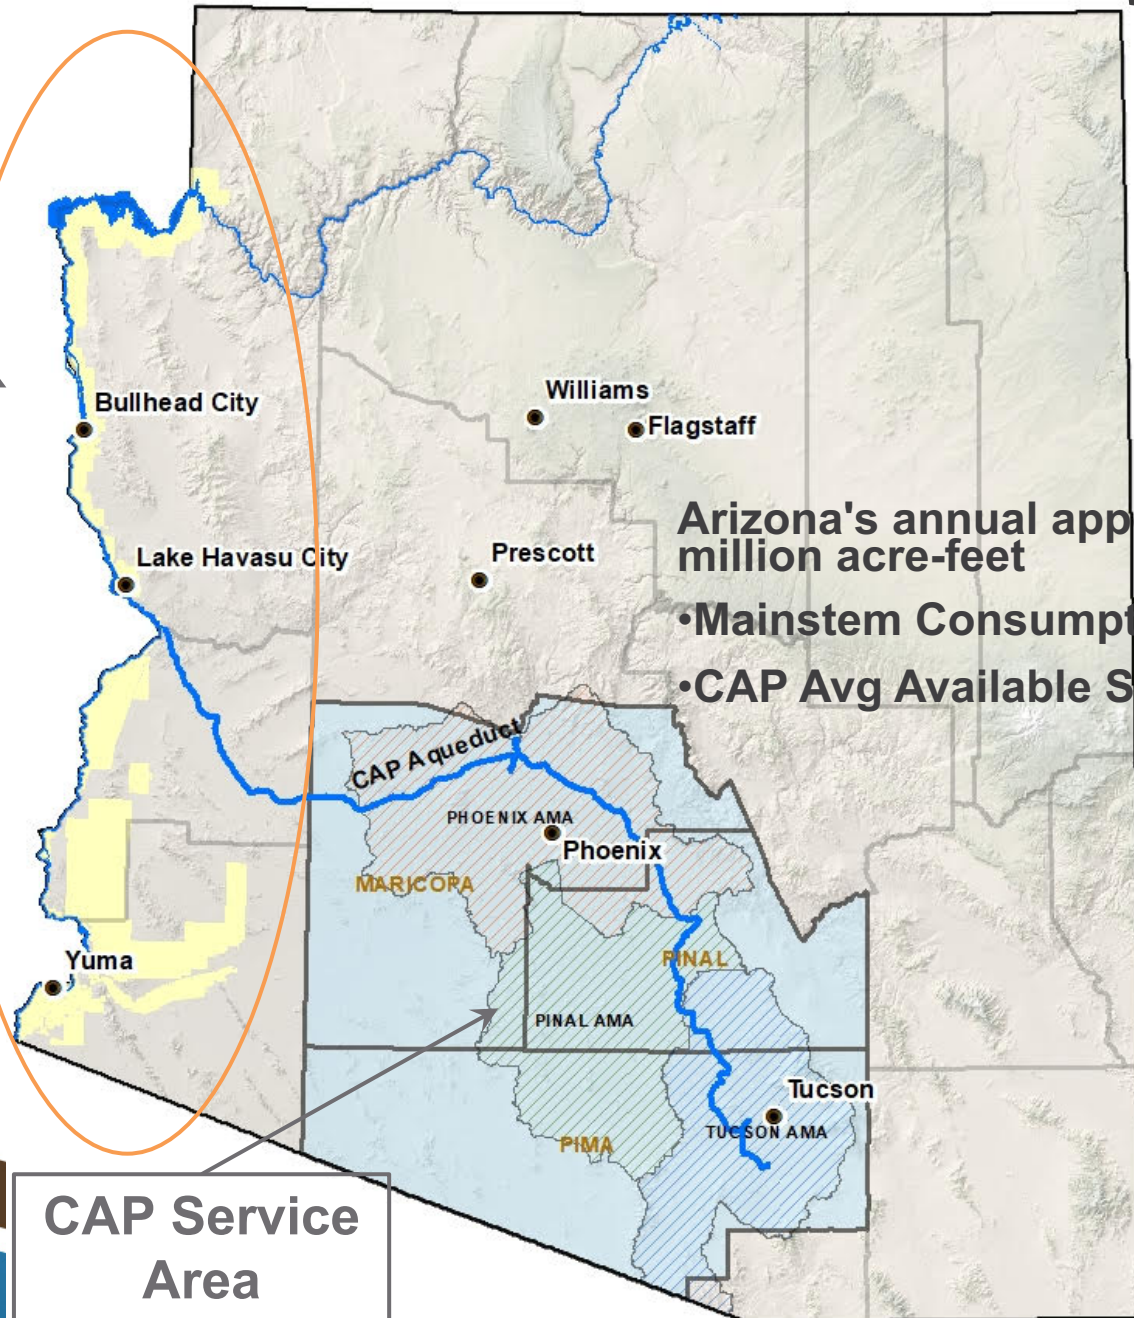 Williams
Bullhead City
Flagstaff
Arizona's annual app
million acre-feet
Lake Havasu City
Prescott
•Mainstem Consumpt
•CAP Avg Available S
CAP Aqueduct
PHOENIX AMA
Phoenix
MARICOPA
Yuma
PINAL
PINAL AMA
Tucson
TUCSON AMA
PIMA
CAP Service
Area